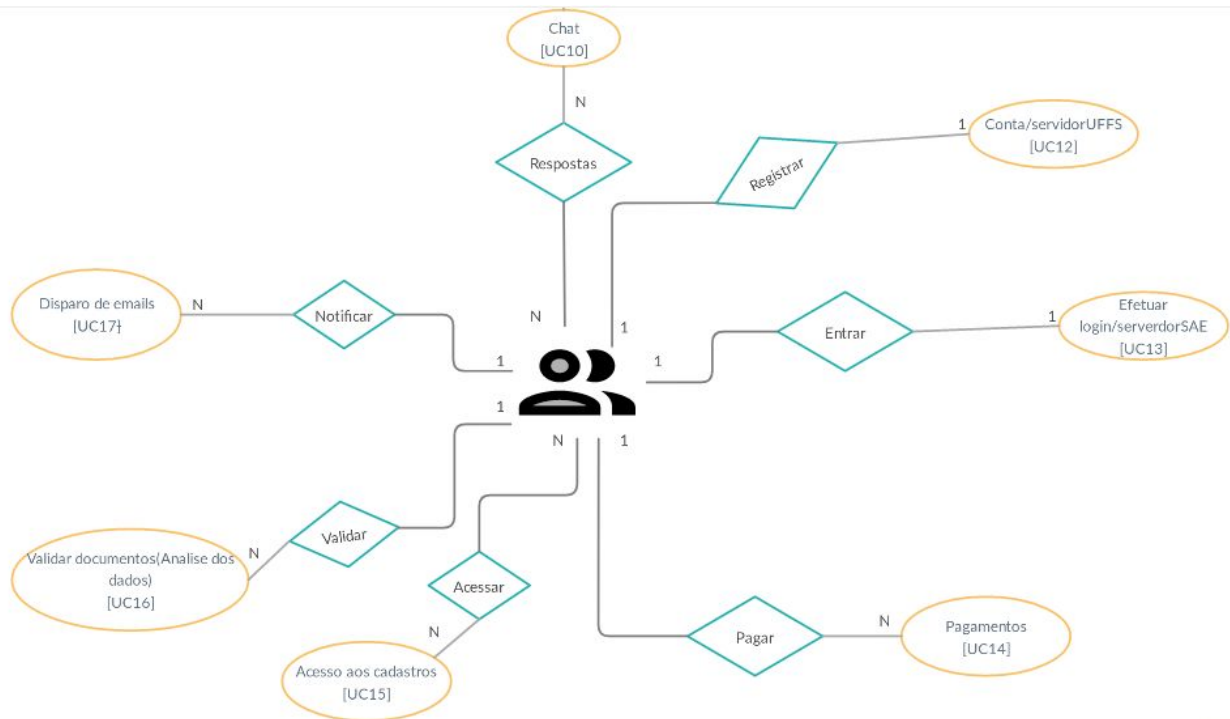 Chat
[UC10]
N
Respostas
N
1
Conta/servidorUFFS
[UC12]
Registrar
1
Disparo de emails
[UC17}
N
Notificar
1
Efetuar
login/serverdorSAE
[UC13]
1
Entrar
1
1
N
1
Validar documentos(Analise dos
dados)
[UC16]
N
Validar
Acessar
N
Acesso aos cadastros
[UC15]
Pagar
N
Pagamentos
[UC14]